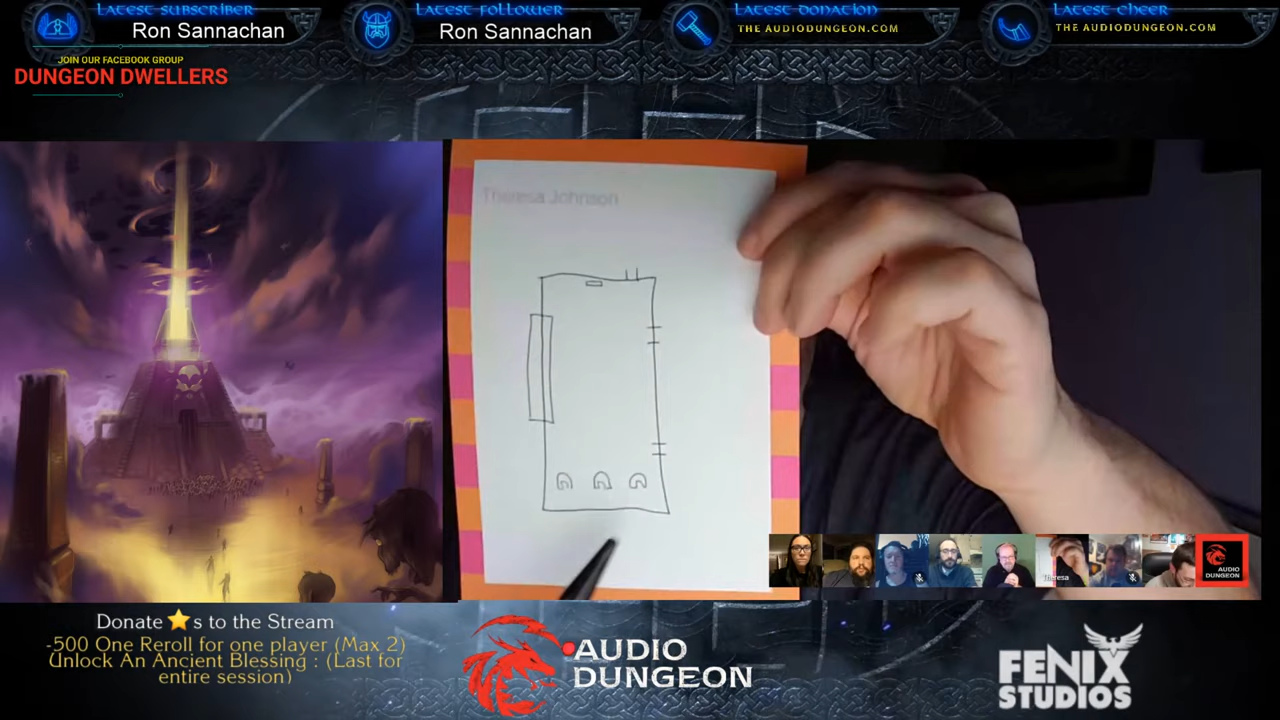 Latest subscriber
Ron Sannachan
Latest follower
Ron Sannachan
Latest donation
THE AUDIODUNGEON.COM
Latest cheer
THE AUDIODUNGEON.COM
JOIN OUR FACEBOOK GROUP
DUNGEON DWELLERS
Theresa Johnson
Theresa
AUDIO
DUNGEON
Donate ⭐s to the Stream
-500 One Reroll for one player (Max 2)
Unlock An Ancient Blessing : (Last for
entire session)
AUDIO
DUNGEON
FENIX
STUDIOS